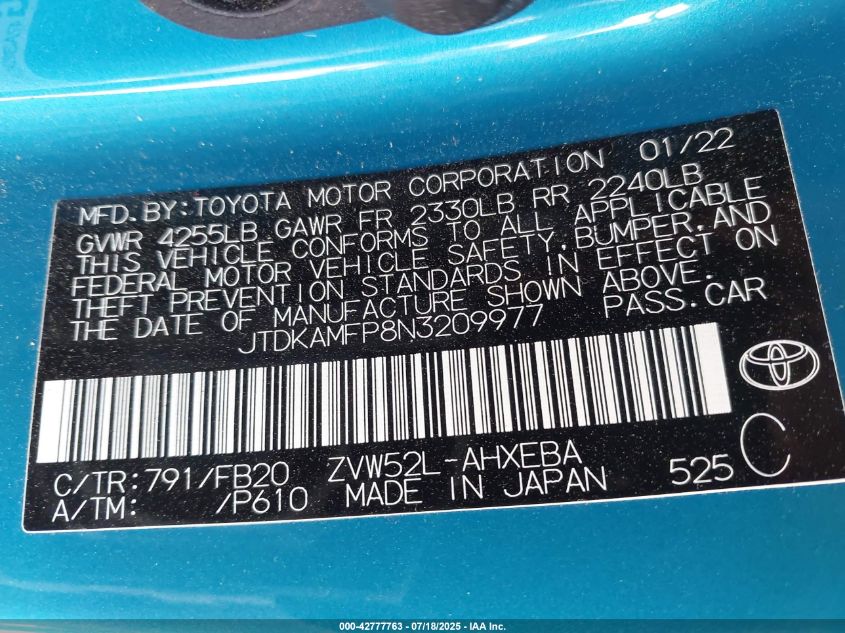 MFD.BY:TOYOTA MOTOR CORPORATION 01/22
GVWR 4255LB GAWR FR 2330LB RR 2240LB
THIS VEHICLE CONFORMS TO ALL APPLICABLE
FEDERAL MOTOR VEHICLE SAFETY,BUMPER,AND
THEFT PREVENTION STANDARDS IN EFFECT ON
THE DATE OF MANUFACTURE SHOWN ABOVE.
JTDKAMFP8N3209977 PASS.CAR
C/TR:791/FB20 ZVW52L-AHXEBA
A/TM: /P610 MADE IN JAPAN 525 C
000-42777763 - 07/18/2025 - IAA Inc.